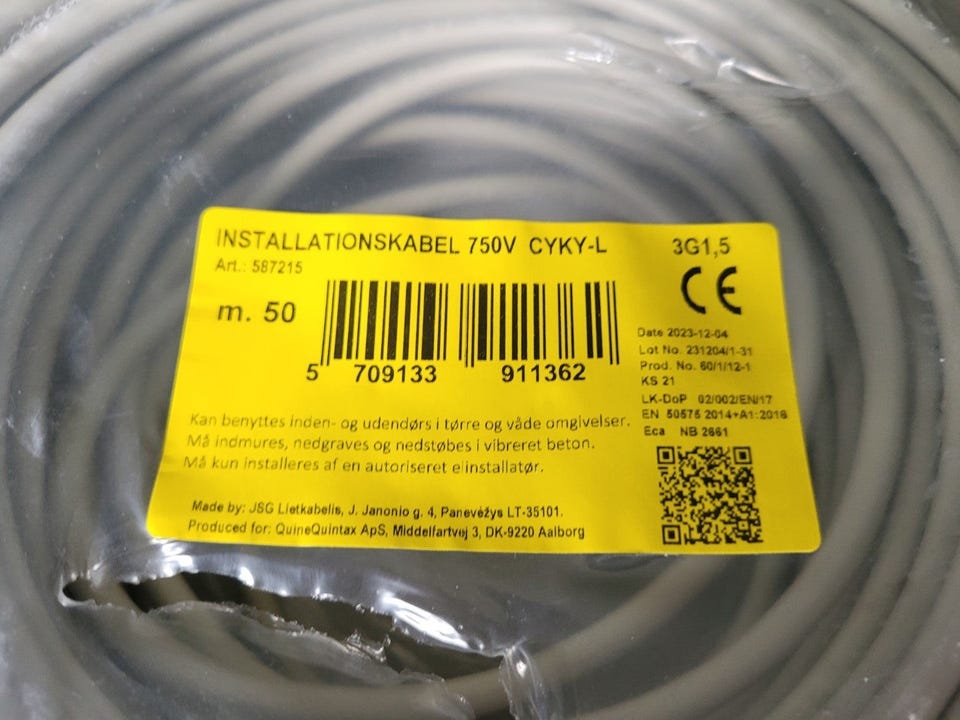 INSTALLATIONSKABEL 750V CYKY-L 3G1,5
Art.: 587215
CE
m. 50
5 709133 911362
Date 2023-12-04
Lot No. 231204/1-31
Prod. No. 60/1/12-1
KS 21
LK-DoP 02/002/EN/17
EN 50575 2014+A1:2016
Eca NB 2661
Kan benyttes inden- og udendørs i tørre og våde omgivelser.
Må indmures, nedgraves og nedstøbes i vibreret beton.
Må kun installeres af en autoriseret elinstallatør.
Made by: JSG Lietkabelis, J. Janonio g. 4, Panevėžys LT-35101.
Produced for: QuineQuintax ApS, Middelfartvej 3, DK-9220 Aalborg